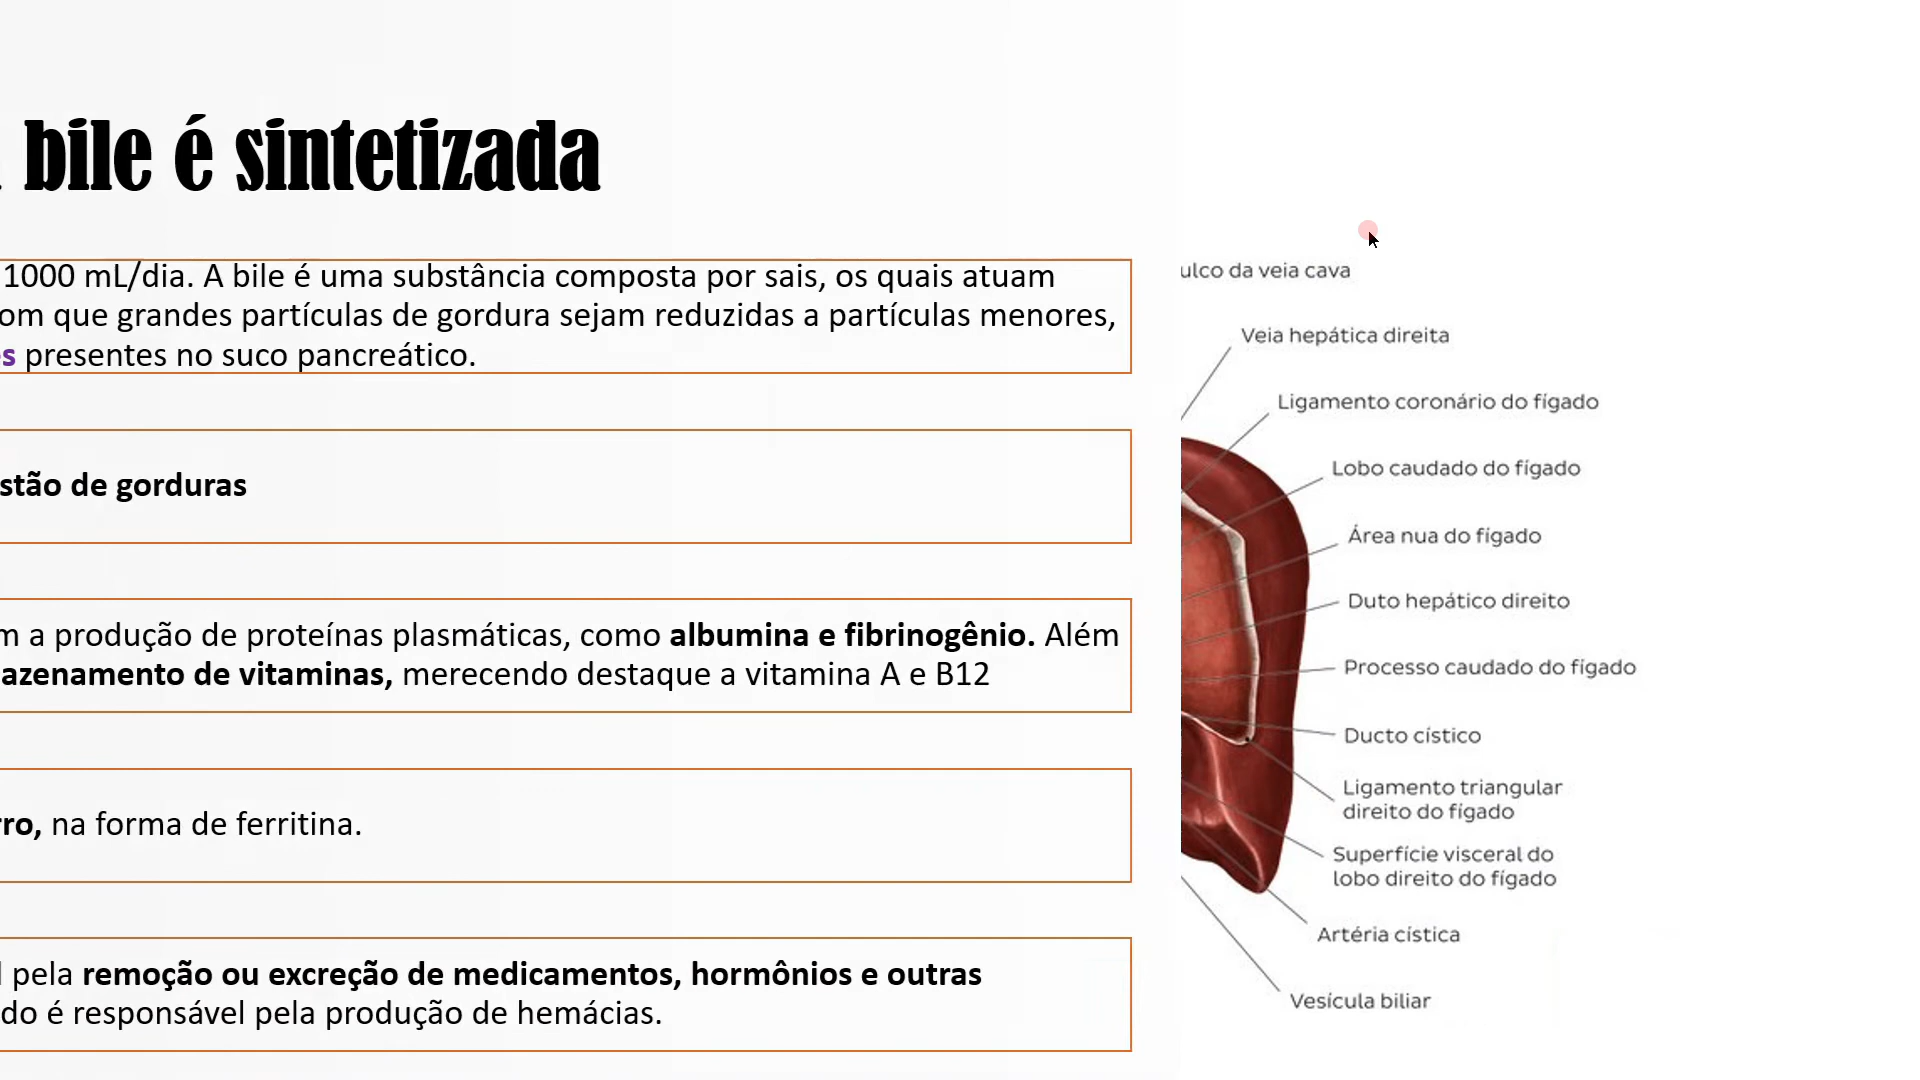 bile é sintetizada
1000 mL/dia. A bile é uma substância composta por sais, os quais atuam
om que grandes partículas de gordura sejam reduzidas a partículas menores,
s presentes no suco pancreático.
stão de gorduras
m a produção de proteínas plasmáticas, como albumina e fibrinogênio. Além
azenamento de vitaminas, merecendo destaque a vitamina A e B12
ro, na forma de ferritina.
pela remoção ou excreção de medicamentos, hormônios e outras
do é responsável pela produção de hemácias.
ulco da veia cava
Veia hepática direita
Ligamento coronário do fígado
Lobo caudado do fígado
Área nua do fígado
Duto hepático direito
Processo caudado do fígado
Ducto cístico
Ligamento triangular
direito do fígado
Superfície visceral do
lobo direito do fígado
Artéria cística
Vesícula biliar